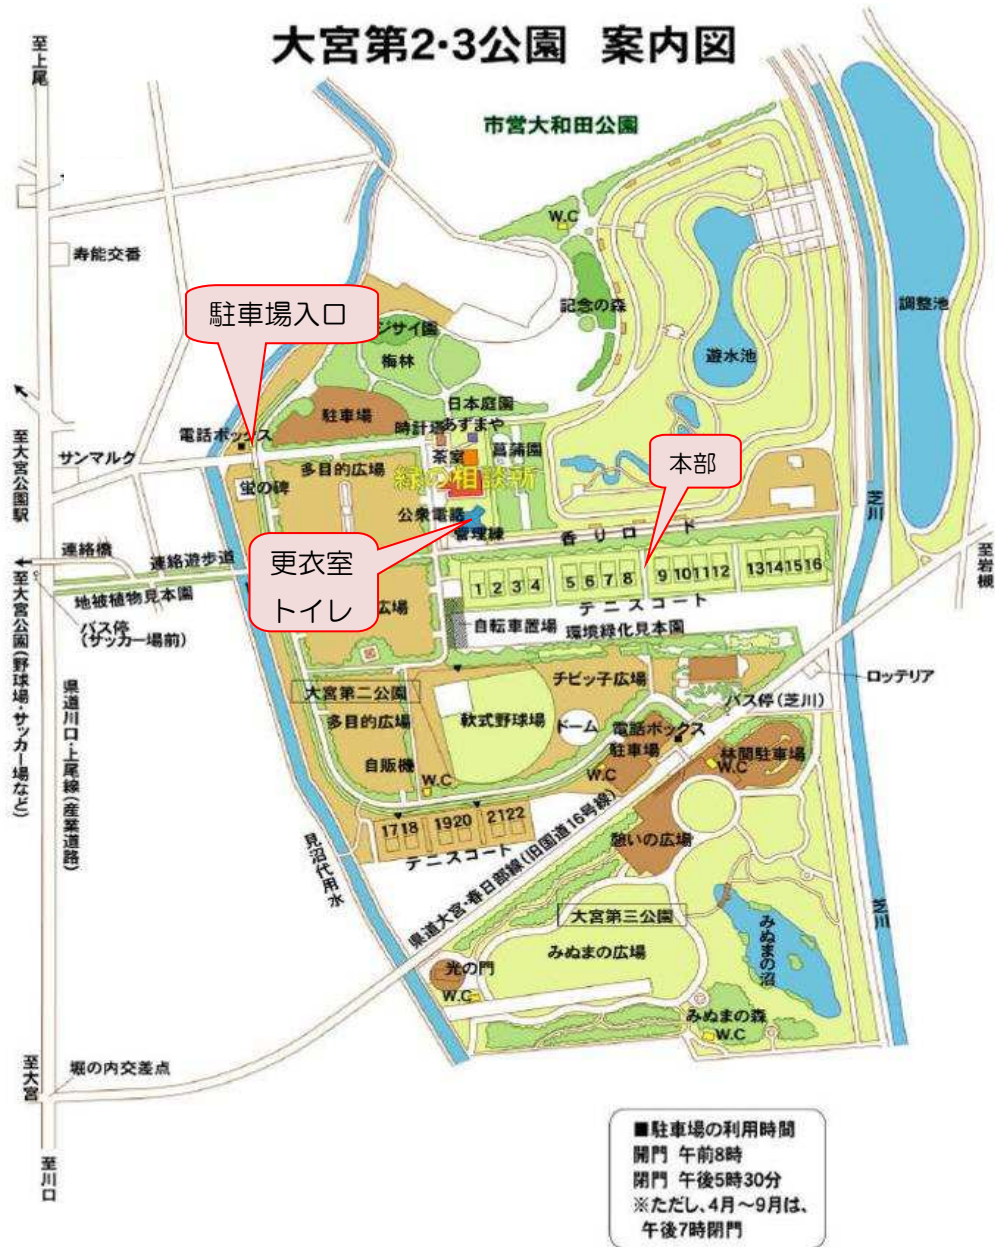 大宮第2・3公園 案内図
至上尾
市営大和田公園
W.C
寿能交番
記念の森
調整池
駐車場入口
ジサイ園
遊水池
梅林
日本庭園
駐車場
時計塔
あずまや
電話ボックス
至大宮公園駅
サンマルク
茶室
菖蒲園
本部
多目的広場
緑の相談所
蛍の碑
公衆電話
管理棟
香りロード
芝川
至岩槻
連絡橋
連絡遊歩道
更衣室
トイレ
1 2 3 4
5 6 7 8
9 10 11 12
13 14 15 16
地被植物見本園
テニスコート
広場
自転車置場
環境緑化見本園
バス停
(サッカー場前)
至大宮公園(野球場・サッカー場など)
県道川口・上尾線(産業道路)
ロッテリア
大宮第二公園
チビッ子広場
バス停(芝川)
多目的広場
軟式野球場
ドーム
電話ボックス
駐車場
林間駐車場
自販機
W.C
W.C
W.C
17 18
19 20
21 22
テニスコート
憩いの広場
見沼代用水
県道大宮・春日部線(旧国道16号線)
大宮第三公園
芝川
みぬまの広場
みぬまの沼
光の門
W.C
みぬまの森
W.C
至大宮
堀の内交差点
至川口
■駐車場の利用時間
開門 午前8時
閉門 午後5時30分
※ただし、4月～9月は、
午後7時閉門